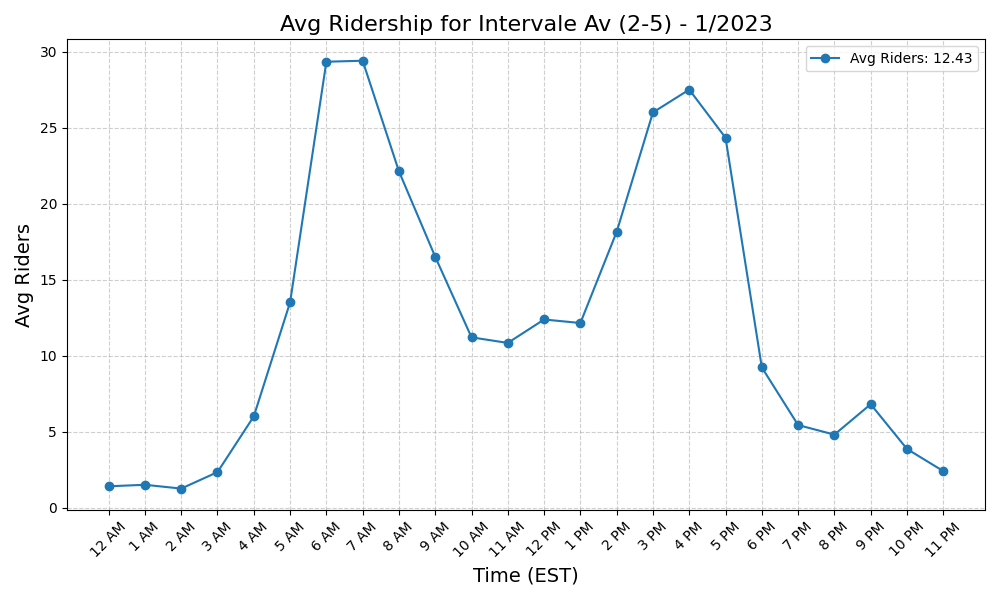 Avg Ridership for Intervale Av (2-5) - 1/2023
Avg Riders: 12.43
Avg Riders
30
25
20
15
10
5
0
12 AM
1 AM
2 AM
3 AM
4 AM
5 AM
6 AM
7 AM
8 AM
9 AM
10 AM
11 AM
12 PM
1 PM
2 PM
3 PM
4 PM
5 PM
6 PM
7 PM
8 PM
9 PM
10 PM
11 PM
Time (EST)